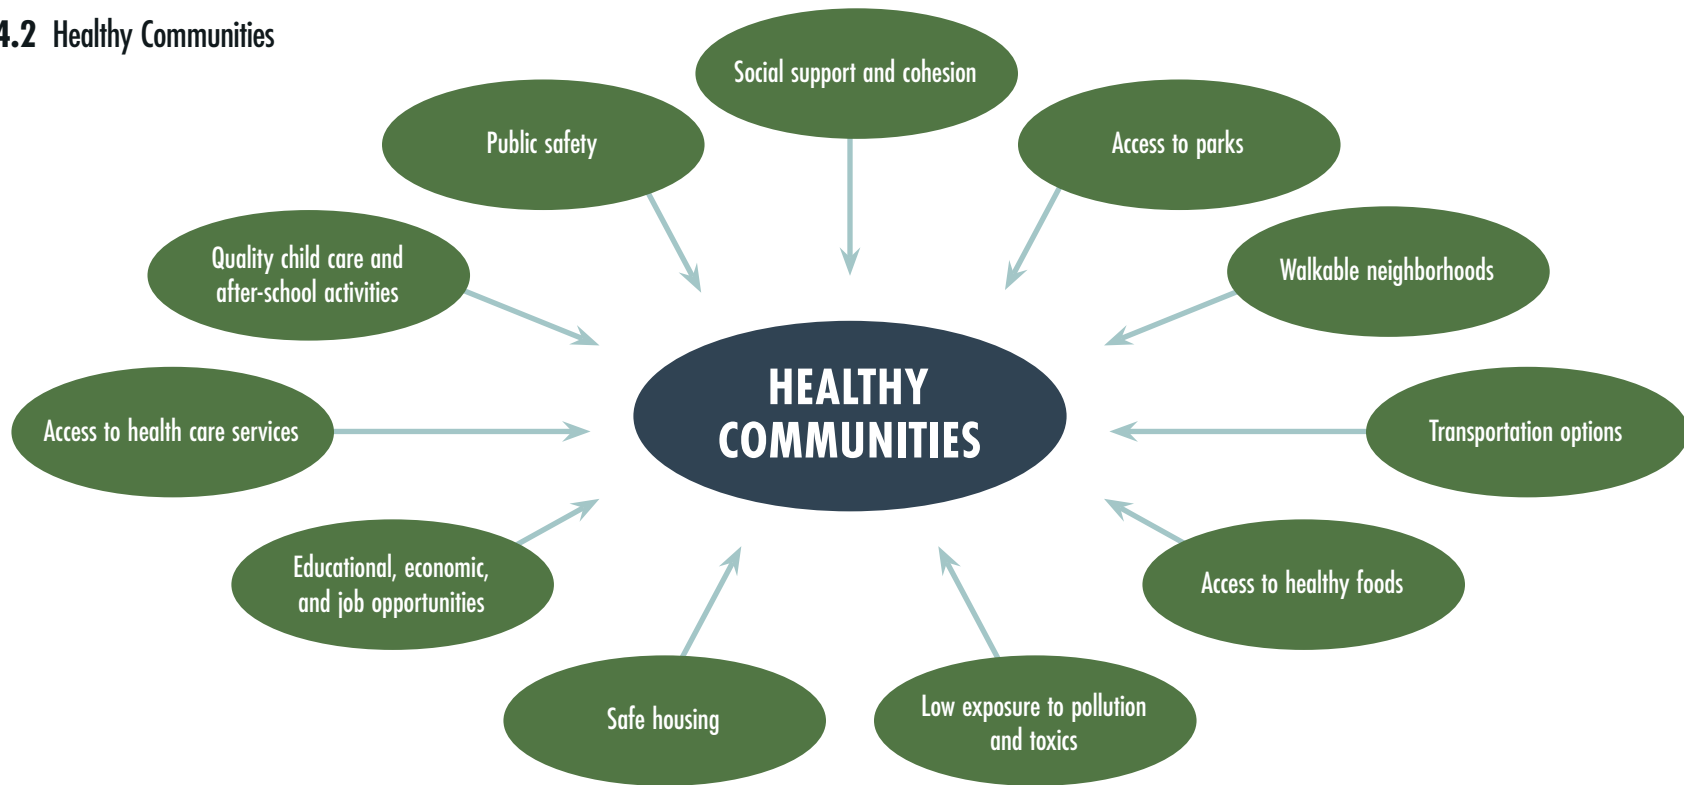 4.2 Healthy Communities
Social support and cohesion
Public safety
Access to parks
Quality child care and
after-school activities
Walkable neighborhoods
HEALTHY
COMMUNITIES
Access to health care services
Transportation options
Educational, economic,
and job opportunities
Access to healthy foods
Safe housing
Low exposure to pollution
and toxics